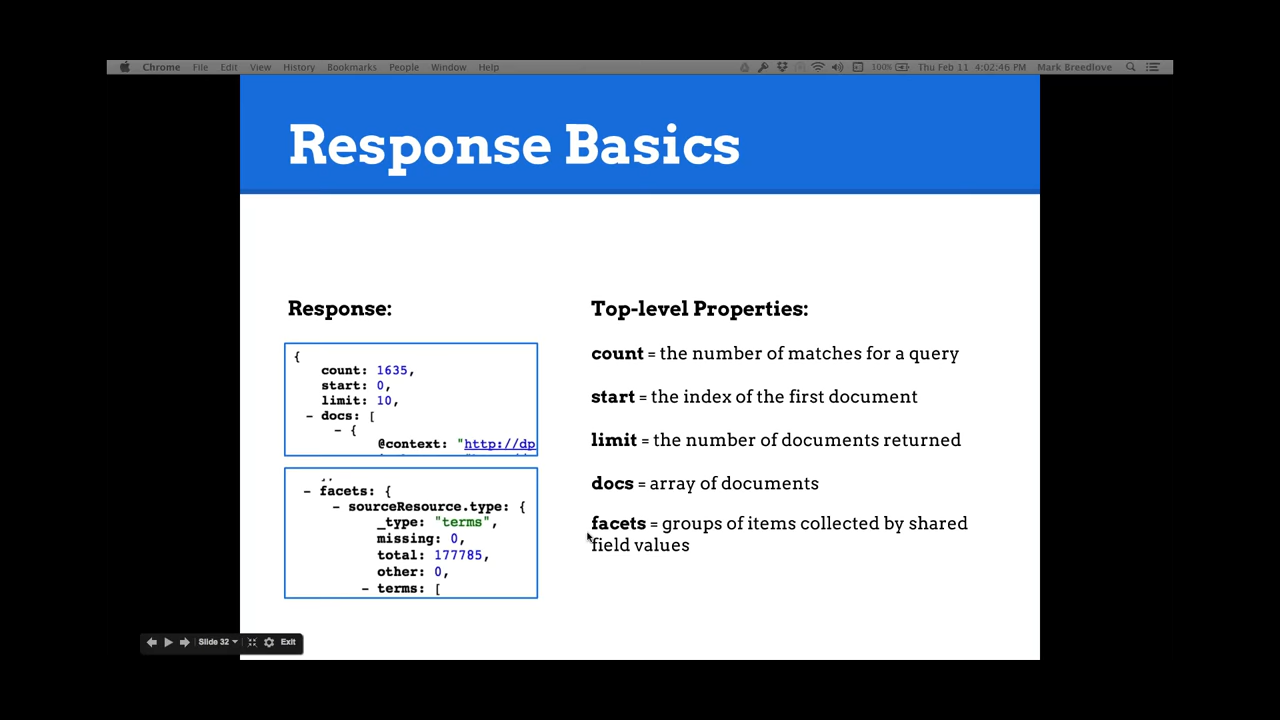 Chrome File Edit View History Bookmarks People Window Help 100% Thu Feb 11 4:02:46 PM Mark Breedlove
Response Basics
Response:
{
count: 1635,
start: 0,
limit: 10,
- docs: [
- {
@context: "http://dp
- facets: {
- sourceResource.type: {
_type: "terms",
missing: 0,
total: 177785,
other: 0,
- terms: [
Top-level Properties:
count = the number of matches for a query
start = the index of the first document
limit = the number of documents returned
docs = array of documents
facets = groups of items collected by shared
field values
Slide 32 Exit